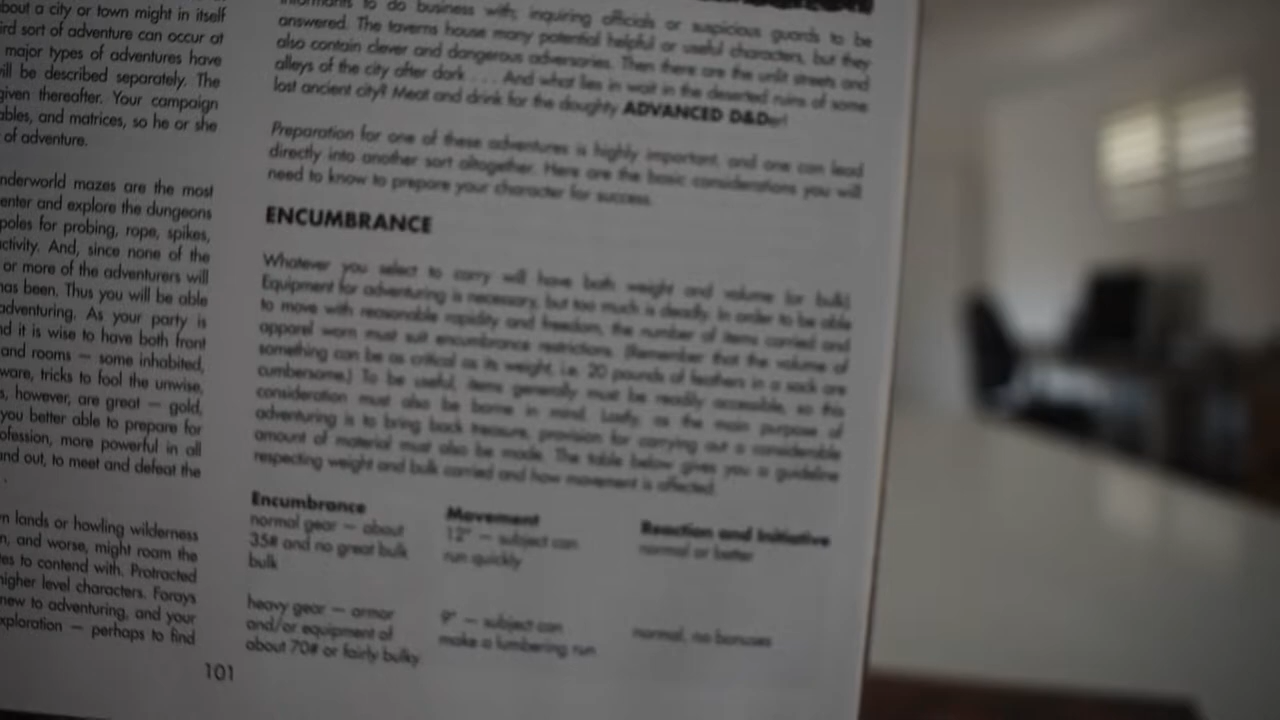 bout a city or town might in itself
ird sort of adventure can occur at
major types of adventures have
ill be described separately. The
given thereafter. Your campaign
ables, and matrices, so he or she
of adventure.
nderworld mazes are the most
enter and explore the dungeons
poles for probing, rope, spikes,
activity. And, since none of the
or more of the adventurers will
has been. Thus you will be able
adventuring. As your party is
nd it is wise to have both front
and rooms — some inhabited,
ware, tricks to fool the unwise,
s, however, are great — gold,
you better able to prepare for
ofession, more powerful in all
nd out, to meet and defeat the
.
n lands or howling wilderness
n, and worse, might roam the
es to contend with. Protracted
higher level characters. Forays
new to adventuring, and your
xploration — perhaps to find
101
informants to do business with; inquiring officials or suspicious guards to be
answered. The taverns house many potential helpful or useful characters, but they
also contain clever and dangerous adversaries. Then there are the unlit streets and
alleys of the city after dark . . . And what lies in wait in the deserted ruins of some
lost ancient city? Meat and drink for the doughty ADVANCED D&Der!
Preparation for one of these adventures is highly important, and one can lead
directly into another sort altogether. Here are the basic considerations you will
need to know to prepare your character for success.
ENCUMBRANCE
Whatever you select to carry will have both weight and volume (or bulk).
Equipment for adventuring is necessary, but too much is deadly. In order to be able
to move with reasonable rapidity and freedom, the number of items carried and
apparel worn must suit encumbrance restrictions. (Remember that the volume of
something can be as critical as its weight, i.e. 20 pounds of feathers in a sack are
cumbersome.) To be useful, items generally must be readily accessible, so this
consideration must also be borne in mind. Lastly, as the main purpose of
adventuring is to bring back treasure, provision for carrying out a considerable
amount of material must also be made. The table below gives you a guideline
respecting weight and bulk carried and how movement is affected.
Encumbrance Movement Reaction and Initiative
normal gear — about 12" — subject can normal or better
35# and no great bulk run quickly
bulk
heavy gear — armor 9" — subject can normal, no bonuses
and/or equipment of make a lumbering run
about 70# or fairly bulky